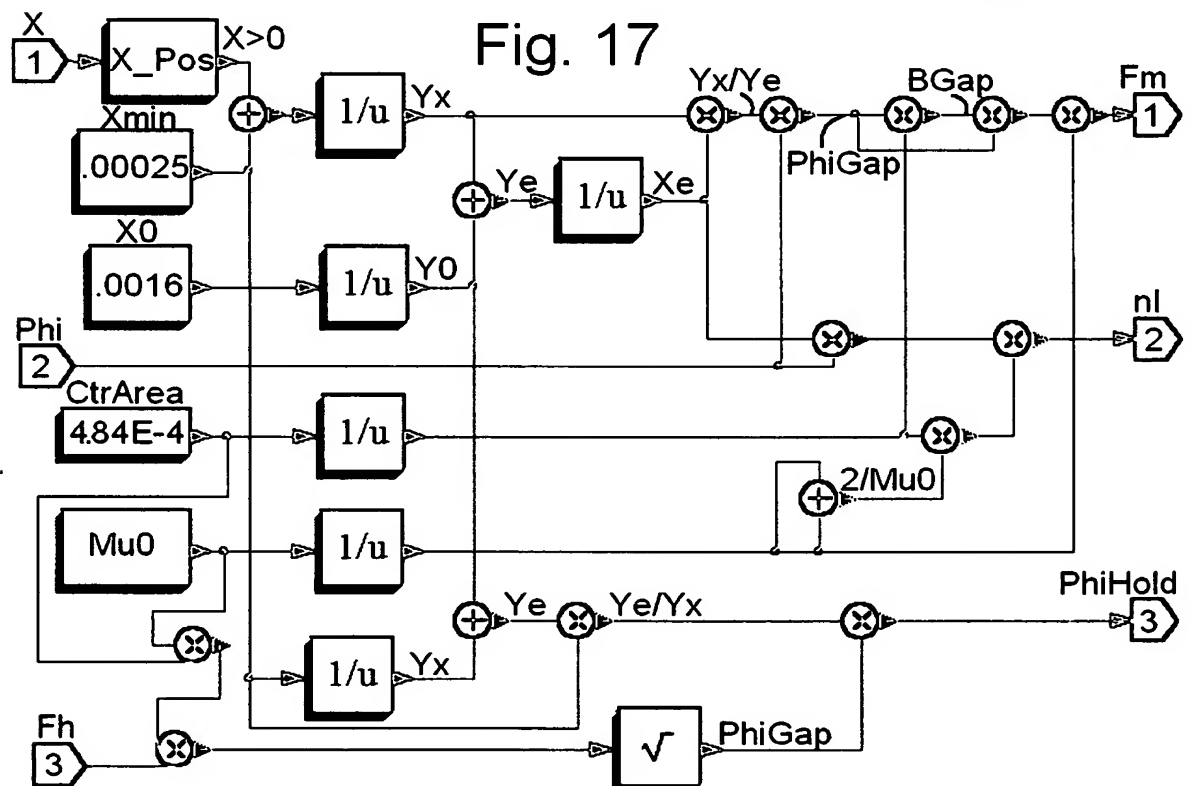 Fig. 17
X
1
X_Pos
X>0
1/u
Yx
Yx/Ye
PhiGap
BGap
Fm
1
Xmin
.00025
Ye
1/u
Xe
X0
.0016
1/u
Y0
Phi
2
nI
2
CtrArea
4.84E-4
1/u
2/Mu0
Mu0
1/u
Ye
Ye/Yx
PhiHold
3
1/u
Yx
Fh
3
√
PhiGap